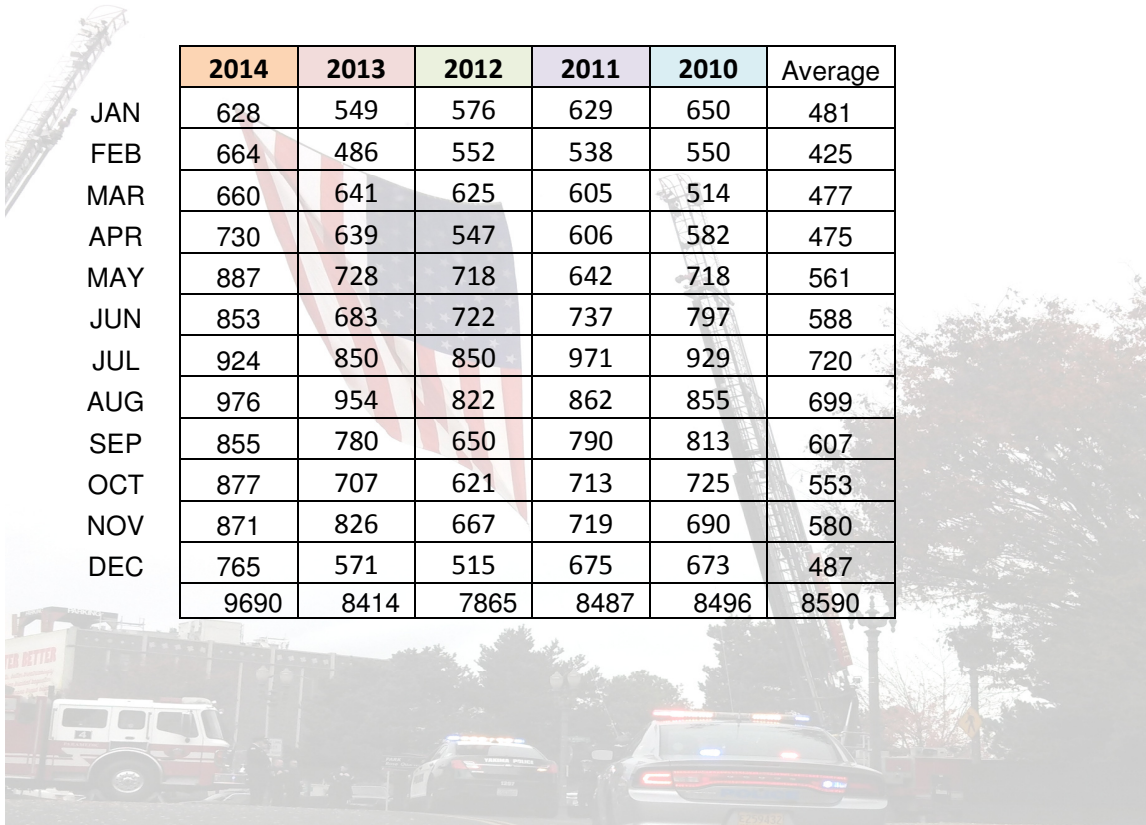 2014 2013 2012 2011 2010 Average
JAN 628 549 576 629 650 481
FEB 664 486 552 538 550 425
MAR 660 641 625 605 514 477
APR 730 639 547 606 582 475
MAY 887 728 718 642 718 561
JUN 853 683 722 737 797 588
JUL 924 850 850 971 929 720
AUG 976 954 822 862 855 699
SEP 855 780 650 790 813 607
OCT 877 707 621 713 725 553
NOV 871 826 667 719 690 580
DEC 765 571 515 675 673 487
9690 8414 7865 8487 8496 8590
BETTER
4
YAKIMA POLICE